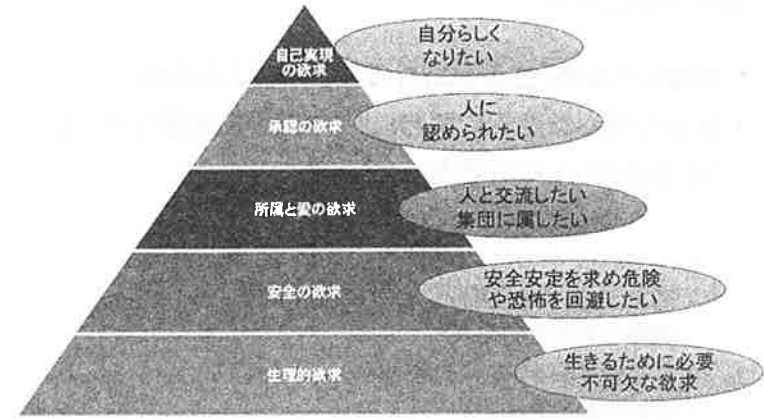 自己実現
の欲求
自分らしく
なりたい
承認の欲求
人に
認められたい
所属と愛の欲求
人と交流したい
集団に属したい
安全の欲求
安全安定を求め危険
や恐怖を回避したい
生理的欲求
生きるために必要
不可欠な欲求